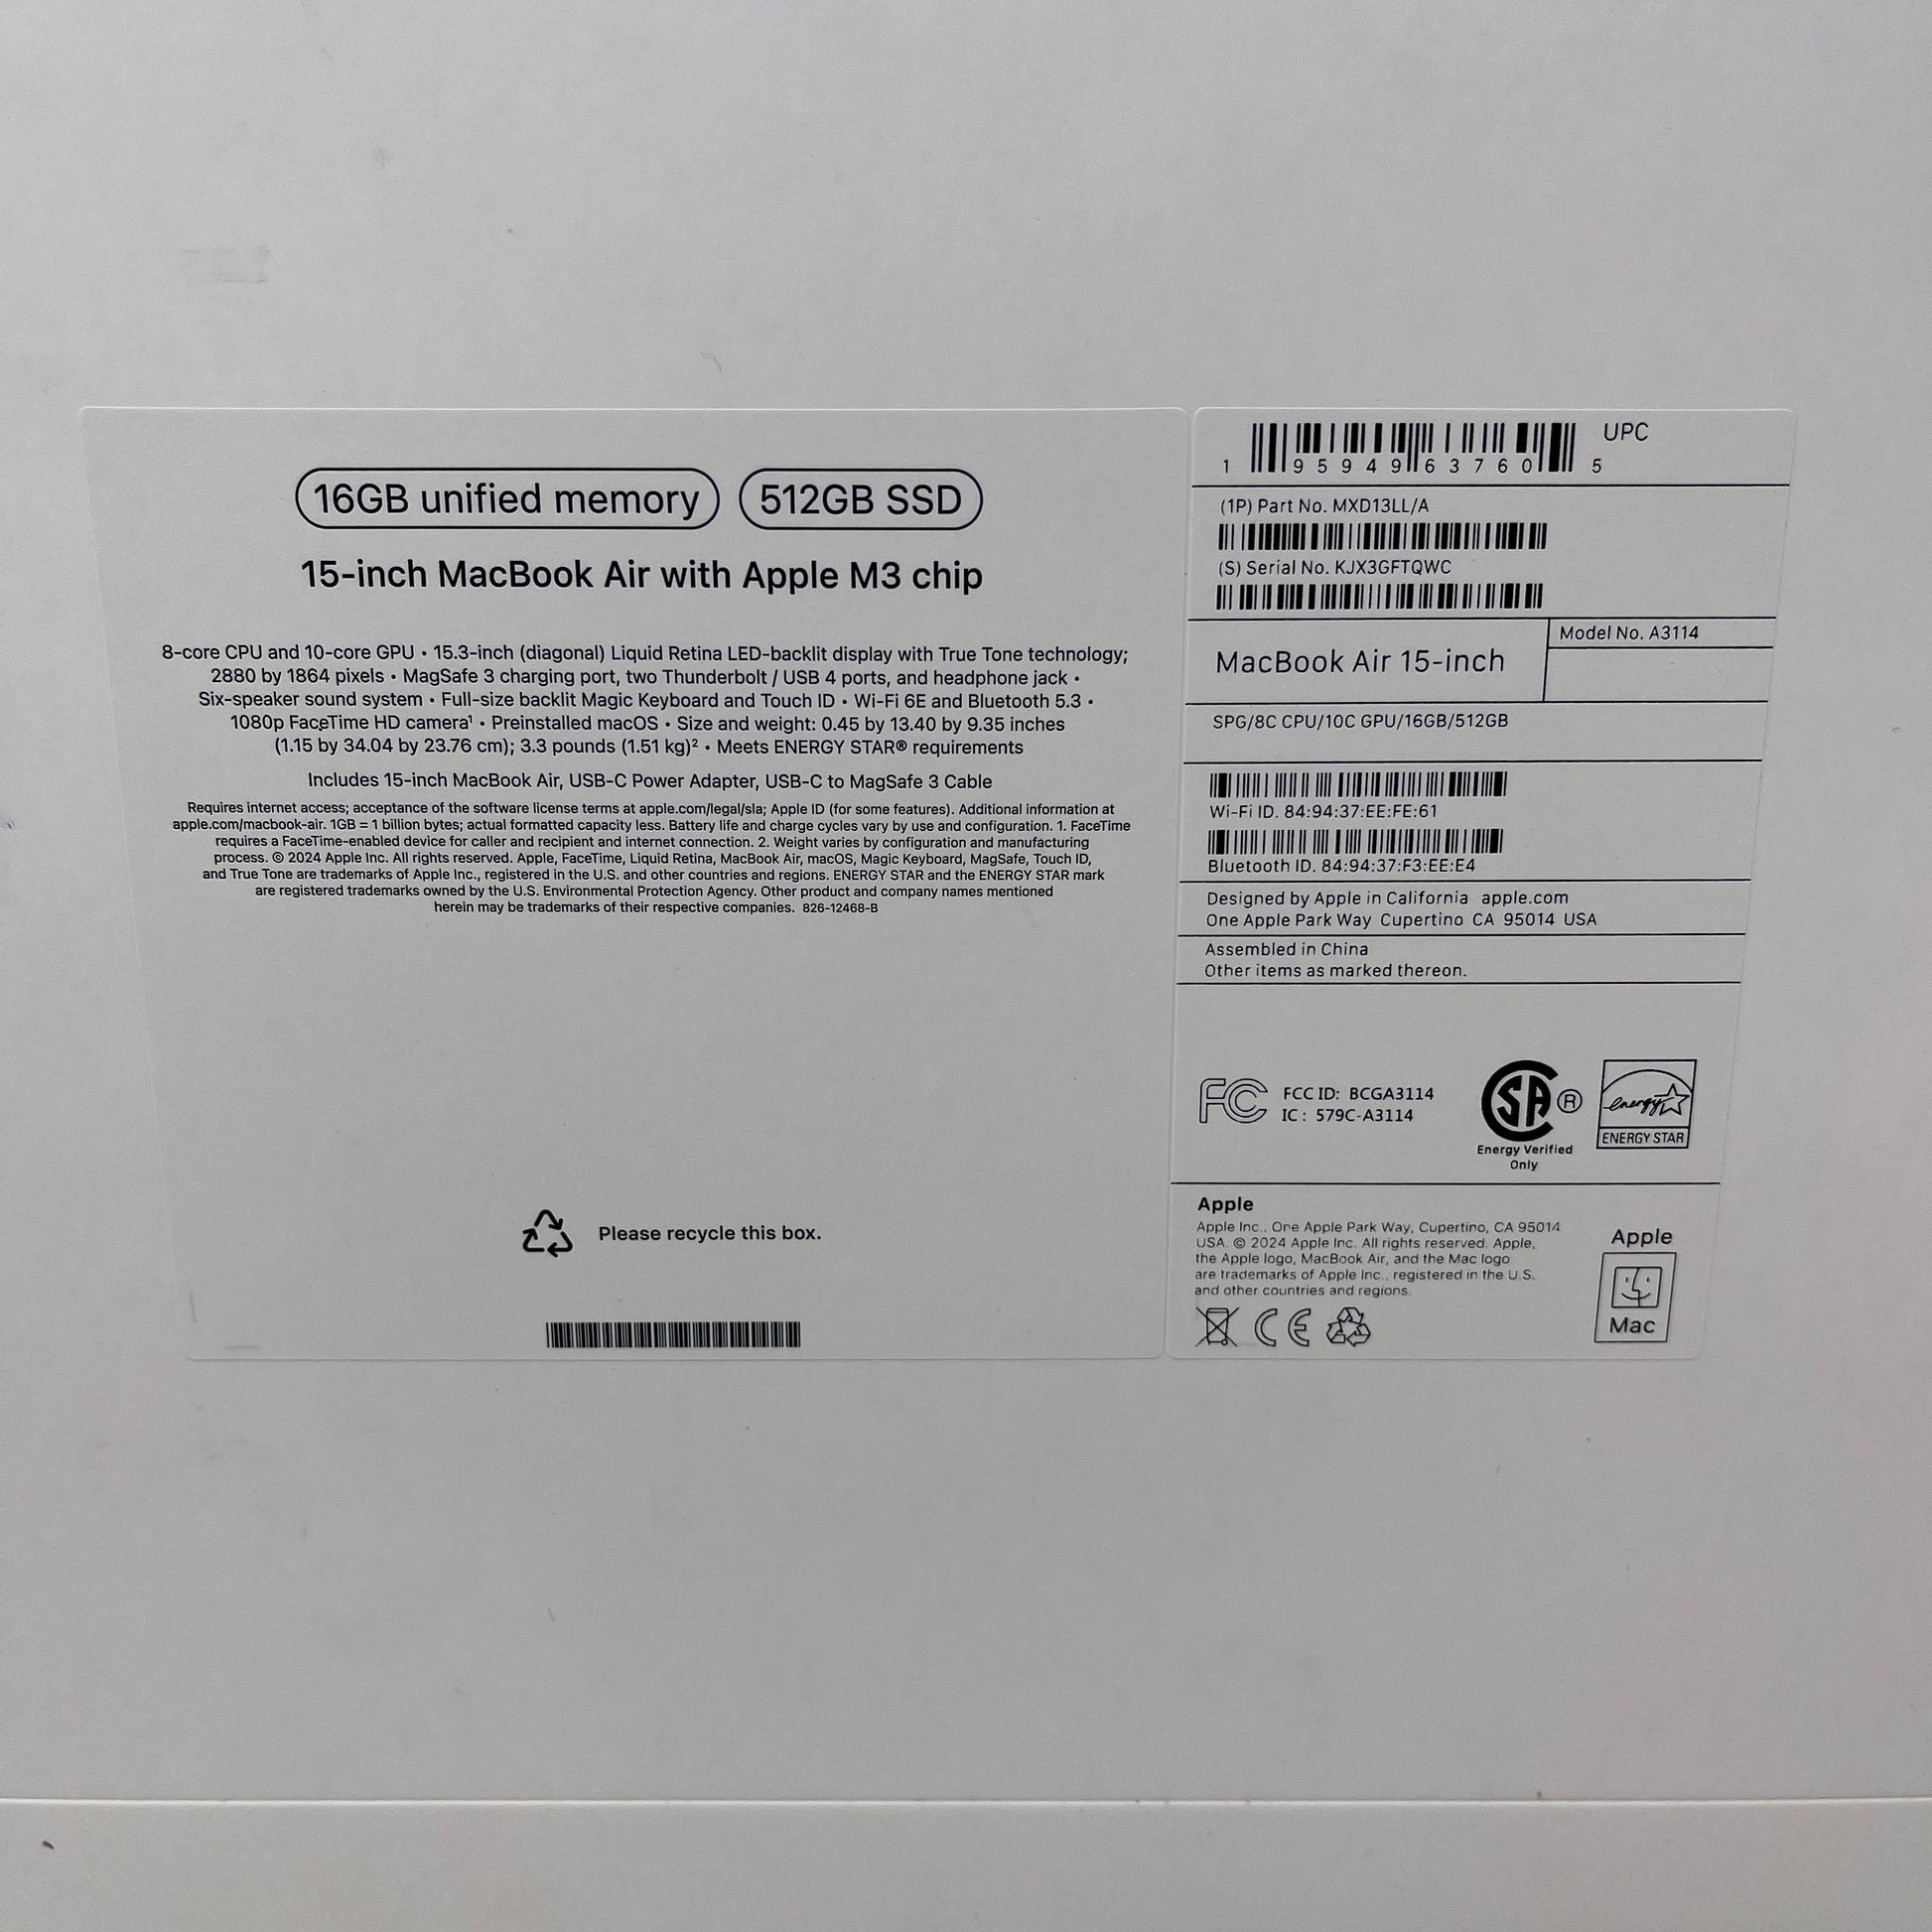 16GB unified memory 512GB SSD
15-inch MacBook Air with Apple M3 chip
8-core CPU and 10-core GPU • 15.3-inch (diagonal) Liquid Retina LED-backlit display with True Tone technology;
2880 by 1864 pixels • MagSafe 3 charging port, two Thunderbolt / USB 4 ports, and headphone jack •
Six-speaker sound system • Full-size backlit Magic Keyboard and Touch ID • Wi-Fi 6E and Bluetooth 5.3 •
1080p FaceTime HD camera¹ • Preinstalled macOS • Size and weight: 0.45 by 13.40 by 9.35 inches
(1.15 by 34.04 by 23.76 cm); 3.3 pounds (1.51 kg)² • Meets ENERGY STAR® requirements
Includes 15-inch MacBook Air, USB-C Power Adapter, USB-C to MagSafe 3 Cable
Requires internet access; acceptance of the software license terms at apple.com/legal/sla; Apple ID (for some features). Additional information at
apple.com/macbook-air. 1GB = 1 billion bytes; actual formatted capacity less. Battery life and charge cycles vary by use and configuration. 1. FaceTime
requires a FaceTime-enabled device for caller and recipient and internet connection. 2. Weight varies by configuration and manufacturing
process. © 2024 Apple Inc. All rights reserved. Apple, FaceTime, Liquid Retina, MacBook Air, macOS, Magic Keyboard, MagSafe, Touch ID,
and True Tone are trademarks of Apple Inc., registered in the U.S. and other countries and regions. ENERGY STAR and the ENERGY STAR mark
are registered trademarks owned by the U.S. Environmental Protection Agency. Other product and company names mentioned
herein may be trademarks of their respective companies. 826-12468-B
Please recycle this box.
UPC
1 95949 63760 5
(1P) Part No. MXD13LL/A
(S) Serial No. KJX3GFTQWC
MacBook Air 15-inch
Model No. A3114
SPG/8C CPU/10C GPU/16GB/512GB
Wi-Fi ID. 84:94:37:EE:FE:61
Bluetooth ID. 84:94:37:F3:EE:E4
Designed by Apple in California apple.com
One Apple Park Way Cupertino CA 95014 USA
Assembled in China
Other items as marked thereon.
FC FCC ID: BCGA3114
IC: 579C-A3114
SA ®
Energy Verified
Only
energy
ENERGY STAR
Apple
Apple Inc., One Apple Park Way, Cupertino, CA 95014
USA. © 2024 Apple Inc. All rights reserved. Apple,
the Apple logo, MacBook Air, and the Mac logo
are trademarks of Apple Inc., registered in the U.S.
and other countries and regions.
CE
Apple
Mac